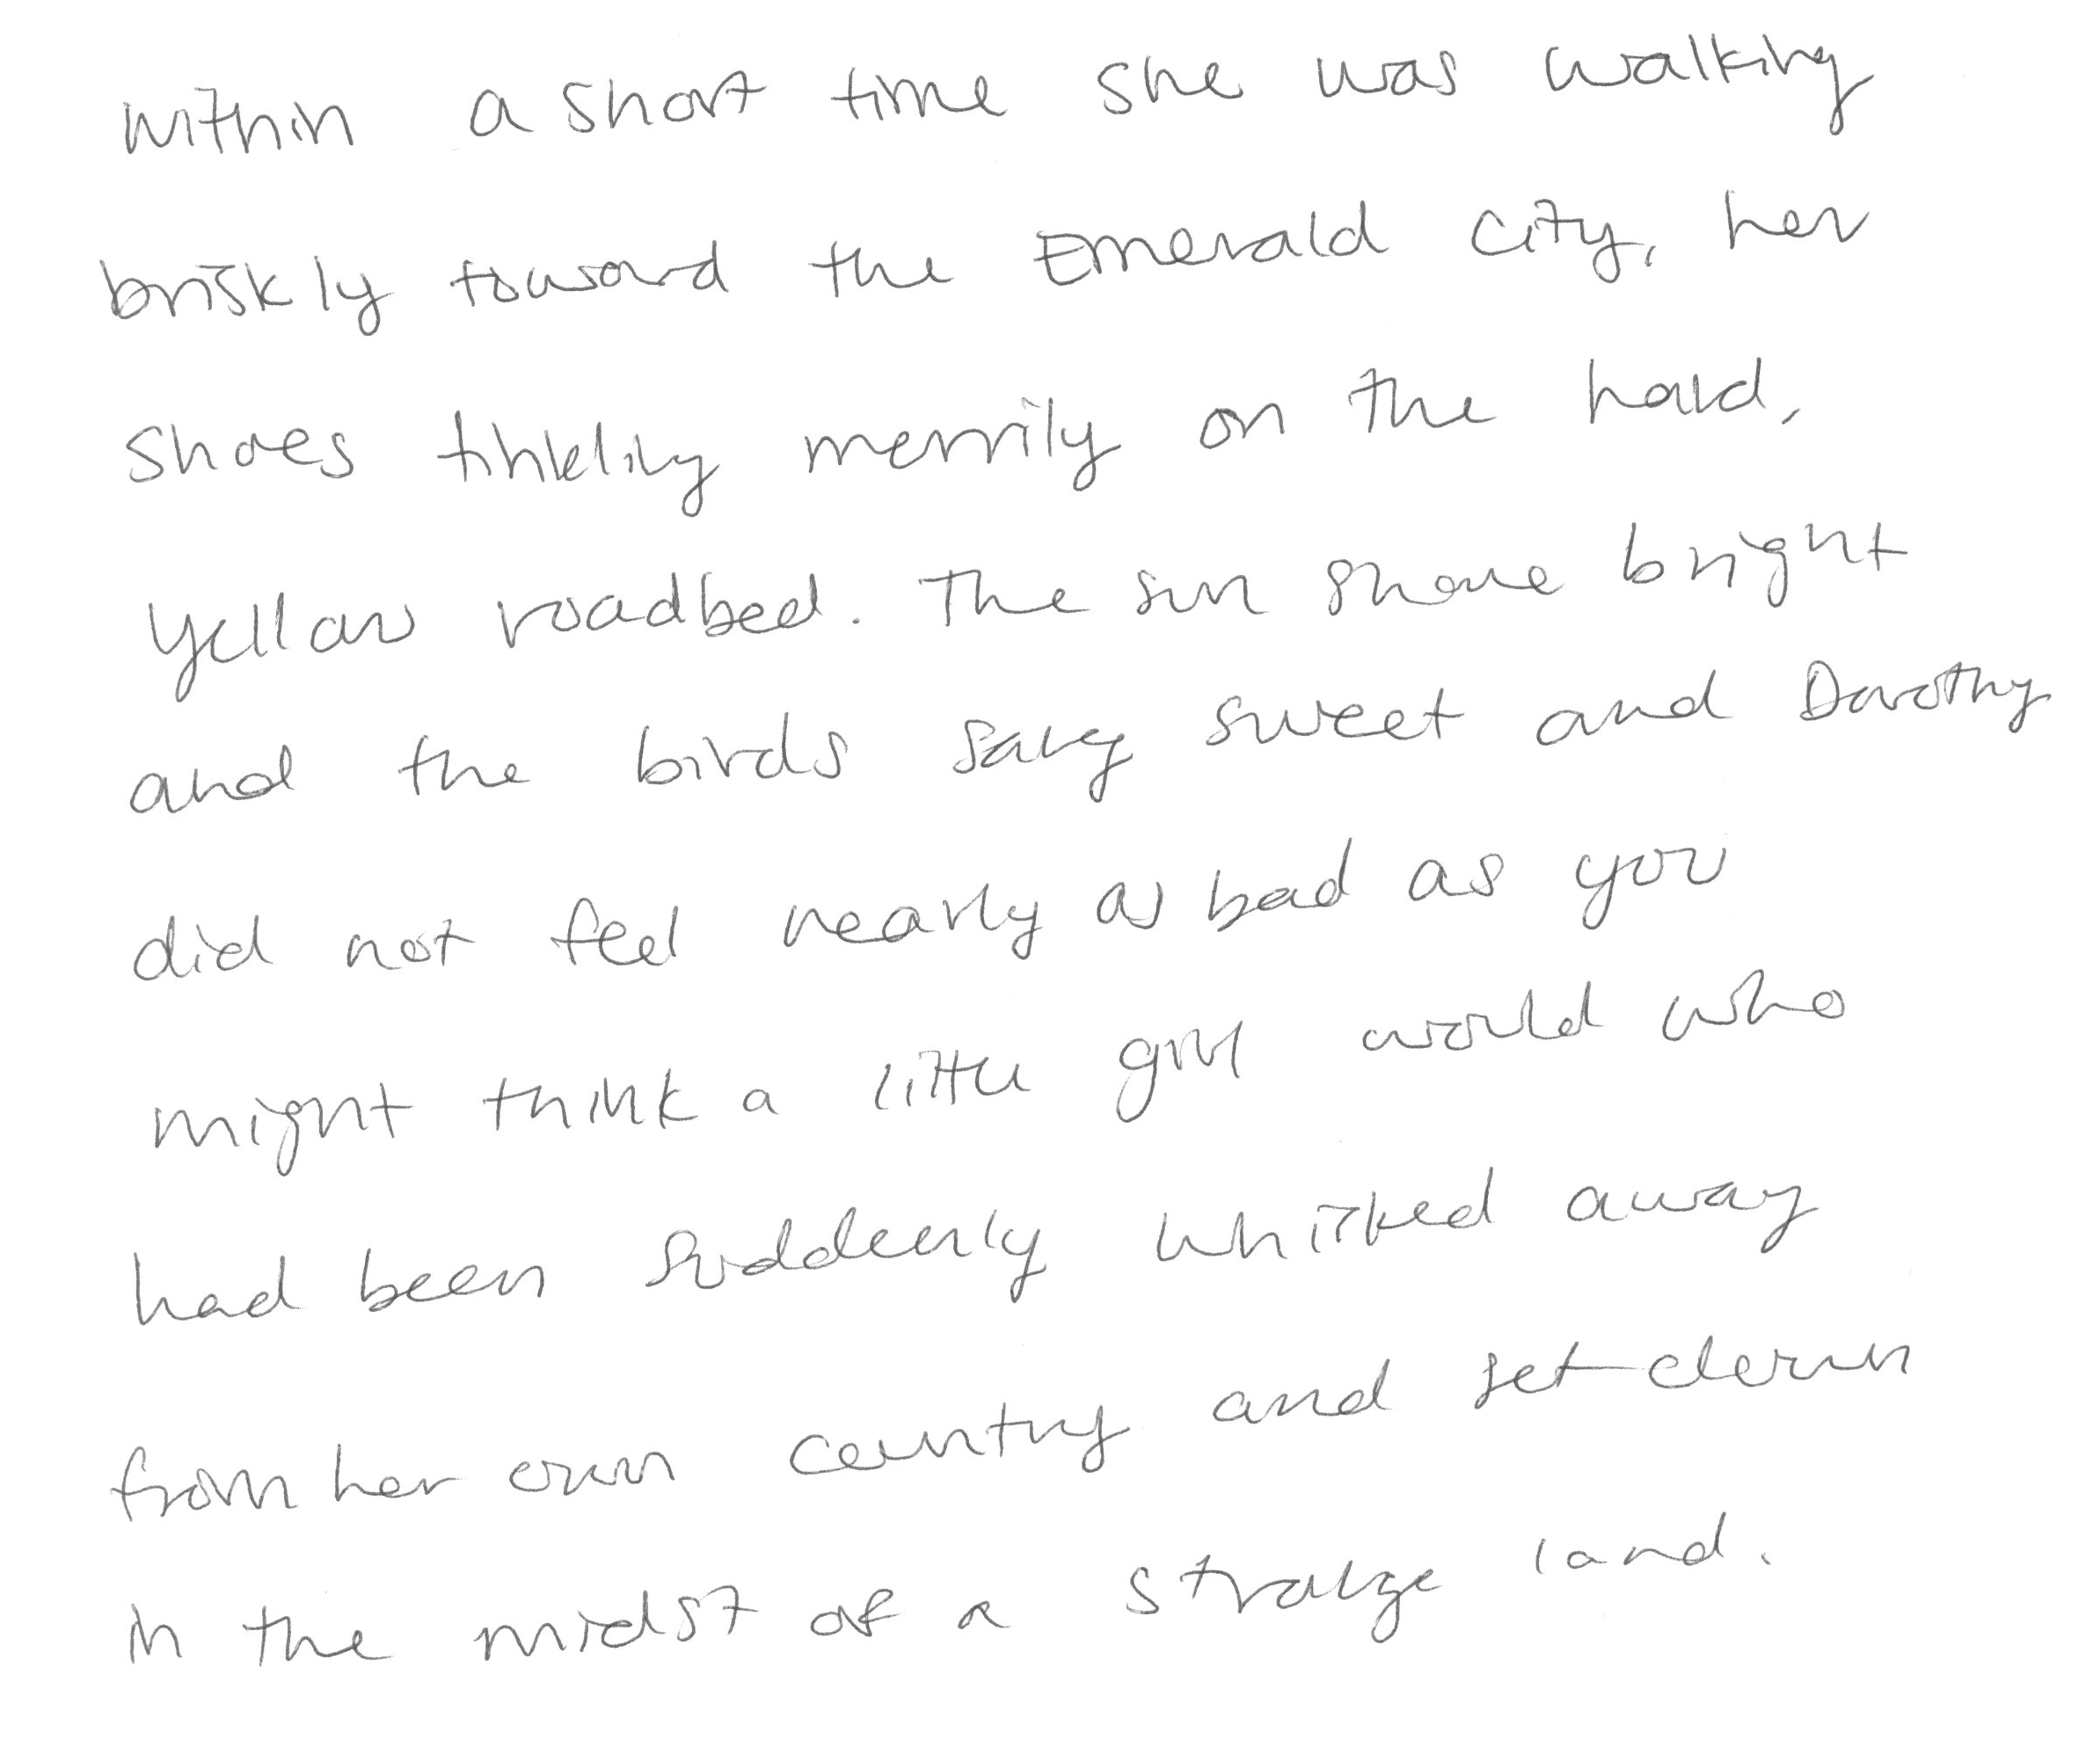 Within a short time she was walking
briskly toward the Emerald City, her
shoes tinkling merrily on the hard,
yellow roadbed. The sun shone bright
and the birds sang sweet and Dorothy
did not feel nearly as bad as you
might think a little girl would who
had been suddenly whisked away
from her own country and set down
in the midst of a strange land.